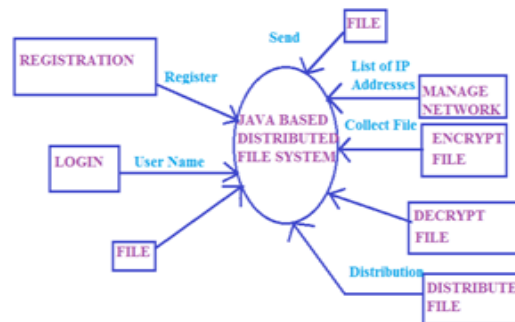 FILE
Send
REGISTRATION
List of IP
Addresses
Register
MANAGE
NETWORK
JAVA BASED
DISTRIBUTED
FILE SYSTEM
Collect File
ENCRYPT
FILE
LOGIN
User Name
DECRYPT
FILE
FILE
Distribution
DISTRIBUTE
FILE